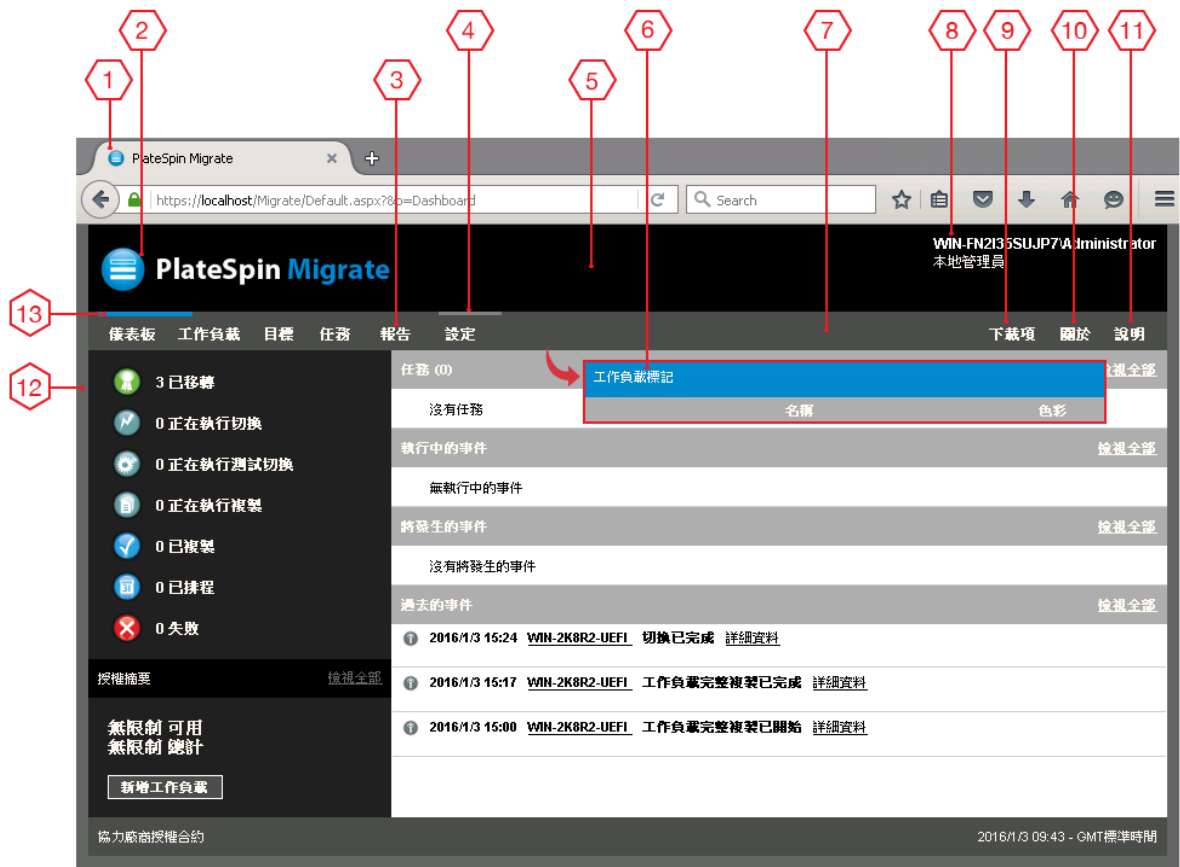 2
4
6
7
8
9
10
11
1
3
5
PlateSpin Migrate
https://localhost/Migrate/Default.aspx?&p=Dashboard
Search
PlateSpin Migrate
WIN-FN2I35SUJP7\Administrator
本地管理員
13
儀表板 工作負載 目標 任務 報告 設定 下載項 關於 說明
12
3 已移轉
0 正在執行切換
0 正在執行測試切換
0 正在執行複製
0 已複製
31
0 已排程
0 失敗
授權摘要 檢視全部
無限制 可用
無限制 總計
新增工作負載
任務 (0) 檢視全部
工作負載標記
名稱 色彩
沒有任務
執行中的事件 檢視全部
無執行中的事件
將發生的事件 檢視全部
沒有將發生的事件
過去的事件 檢視全部
2016/1/3 15:24 WIN-2K8R2-UEFI 切換已完成 詳細資料
2016/1/3 15:17 WIN-2K8R2-UEFI 工作負載完整複製已完成 詳細資料
2016/1/3 15:00 WIN-2K8R2-UEFI 工作負載完整複製已開始 詳細資料
協力廠商授權合約 2016/1/3 09:43 - GMT標準時間